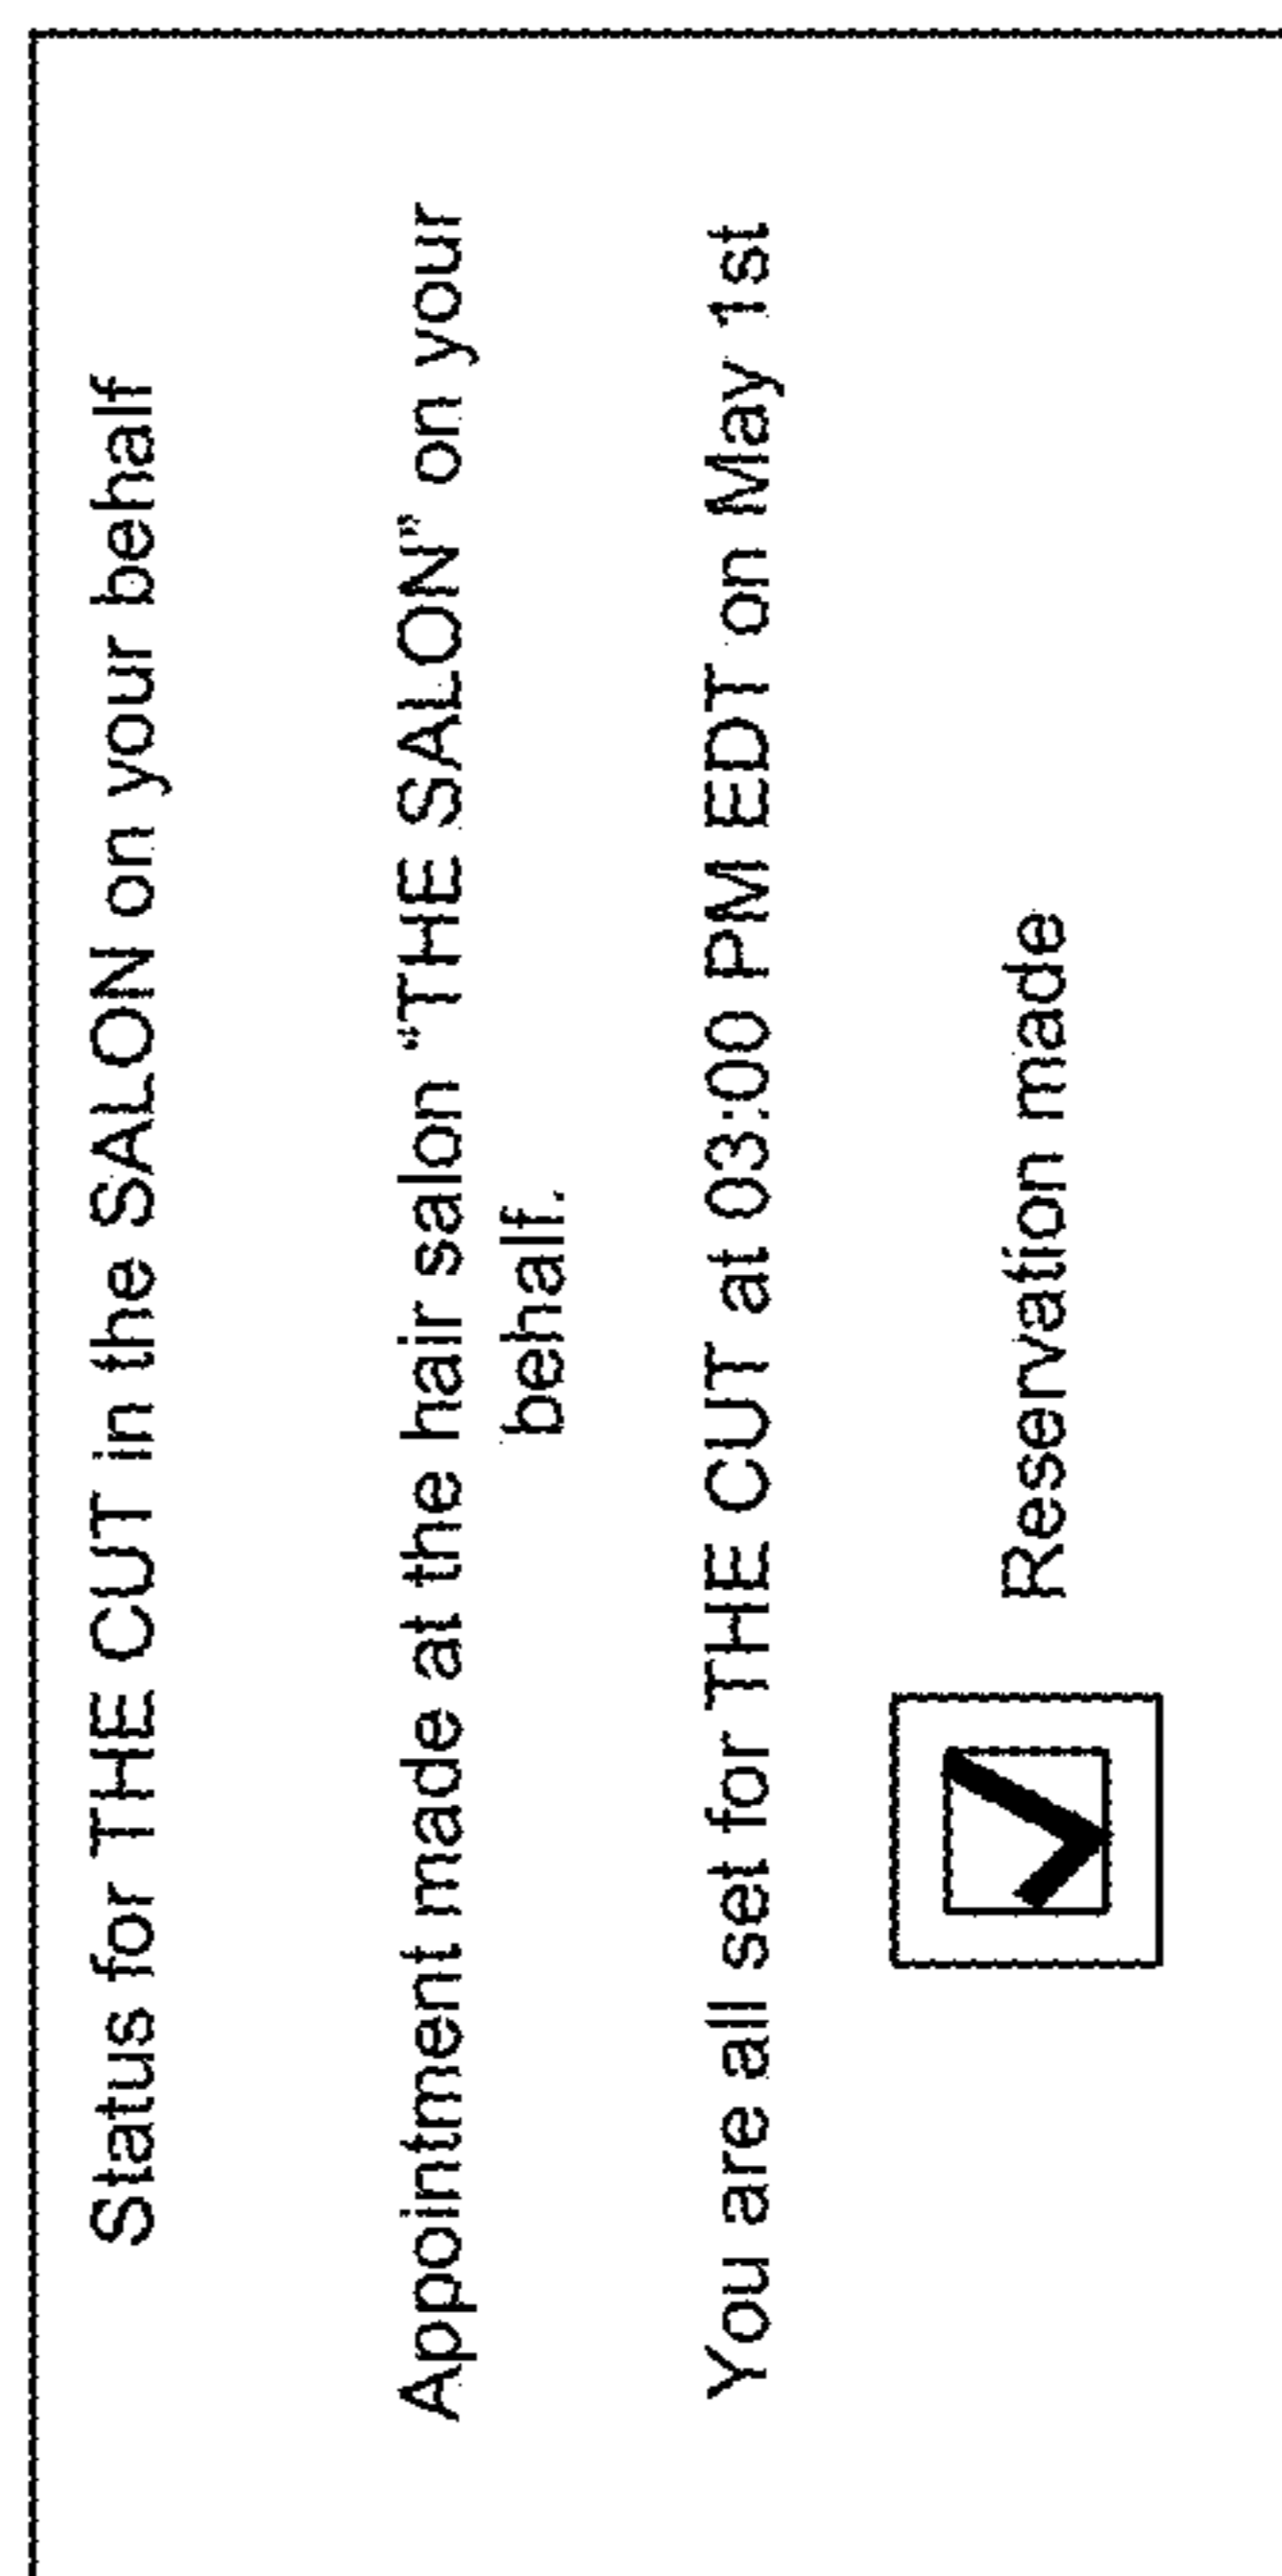 Status for THE CUT in the SALON on your behalf
Appointment made at the hair salon “THE SALON” on your
behalf.
You are all set for THE CUT at 03:00 PM EDT on May 1st
Reservation made